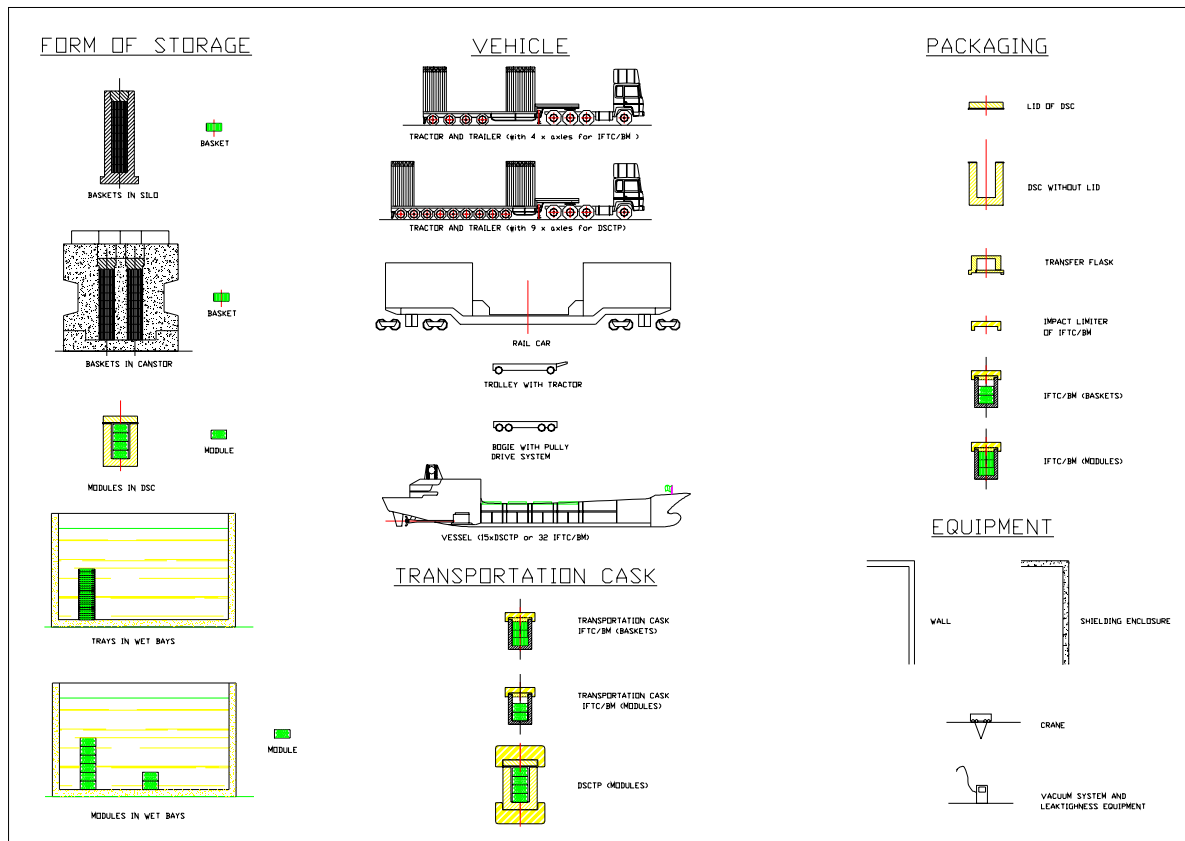 FORM OF STORAGE
BASKET
BASKETS IN SILO
BASKET
BASKETS IN CANSTOR
MODULE
MODULES IN DSC
TRAYS IN WET BAYS
MODULE
MODULES IN WET BAYS
VEHICLE
TRACTOR AND TRAILER (with 4 x axles for IFTC/BM )
TRACTOR AND TRAILER (with 9 x axles for DSCTP)
RAIL CAR
TROLLEY WITH TRACTOR
BOGIE WITH PULLY
DRIVE SYSTEM
VESSEL (15xDSCTP or 32 IFTC/BM)
TRANSPORTATION CASK
TRANSPORTATION CASK
IFTC/BM (BASKETS)
TRANSPORTATION CASK
IFTC/BM (MODULES)
DSCTP (MODULES)
PACKAGING
LID OF DSC
DSC WITHOUT LID
TRANSFER FLASK
IMPACT LIMITER
OF IFTC/BM
IFTC/BM (BASKETS)
IFTC/BM (MODULES)
EQUIPMENT
WALL
SHIELDING ENCLOSURE
CRANE
VACUUM SYSTEM AND
LEAKTIGHNESS EQUIPMENT